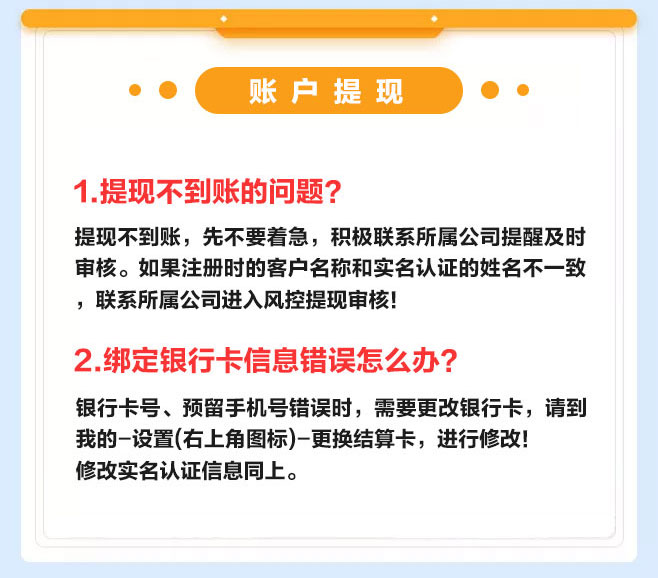 账户提现
1.提现不到账的问题?
提现不到账，先不要着急，积极联系所属公司提醒及时
审核。如果注册时的客户名称和实名认证的姓名不一致
，联系所属公司进入风控提现审核!
2.绑定银行卡信息错误怎么办?
银行卡号、预留手机号错误时，需要更改银行卡，请到
我的-设置(右上角图标)-更换结算卡，进行修改!
修改实名认证信息同上。